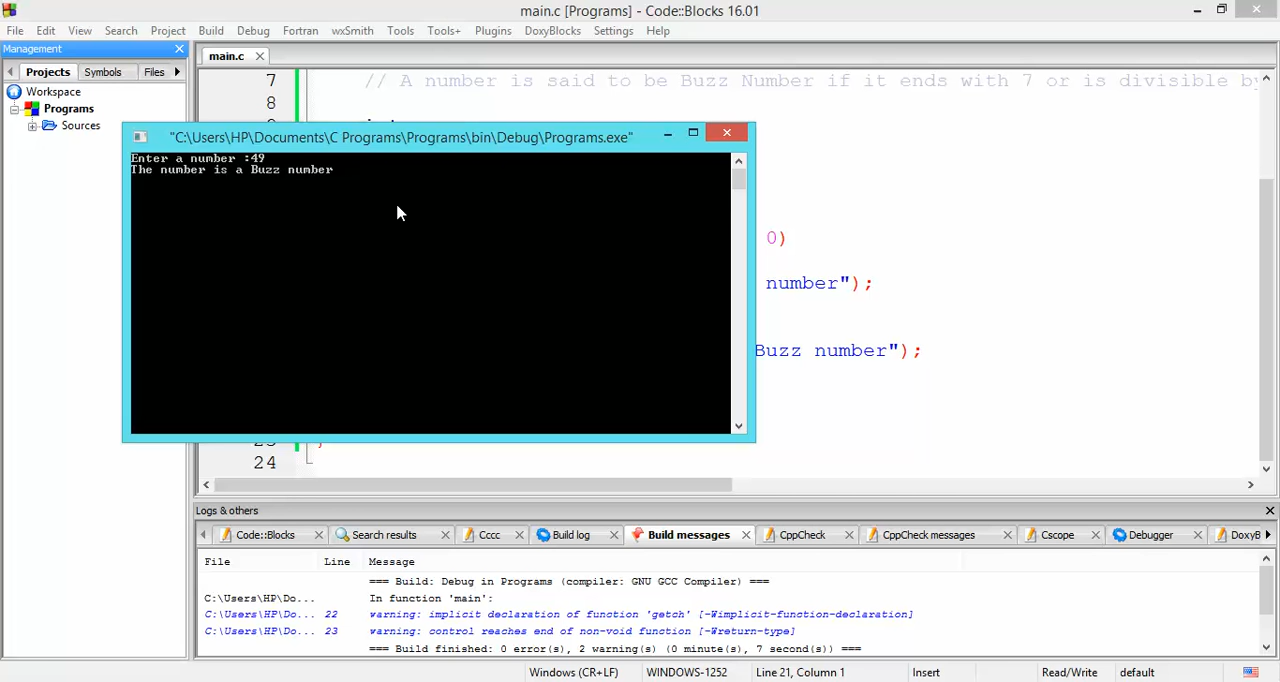 main.c [Programs] - Code::Blocks 16.01
File Edit View Search Project Build Debug Fortran wxSmith Tools Tools+ Plugins DoxyBlocks Settings Help
Management
main.c
Projects Symbols Files
Workspace
Programs
Sources
7 // A number is said to be Buzz Number if it ends with 7 or is divisible by
8
"C:\Users\HP\Documents\C Programs\Programs\bin\Debug\Programs.exe"
Enter a number :49
The number is a Buzz number
0)
number");
Buzz number");
24
Logs & others
Code::Blocks Search results Cccc Build log Build messages CppCheck CppCheck messages Cscope Debugger DoxyB
File Line Message
=== Build: Debug in Programs (compiler: GNU GCC Compiler) ===
C:\Users\HP\Do... In function 'main':
C:\Users\HP\Do... 22 warning: implicit declaration of function 'getch' [-Wimplicit-function-declaration]
C:\Users\HP\Do... 23 warning: control reaches end of non-void function [-Wreturn-type]
=== Build finished: 0 error(s), 2 warning(s) (0 minute(s), 7 second(s)) ===
Windows (CR+LF) WINDOWS-1252 Line 21, Column 1 Insert Read/Write default